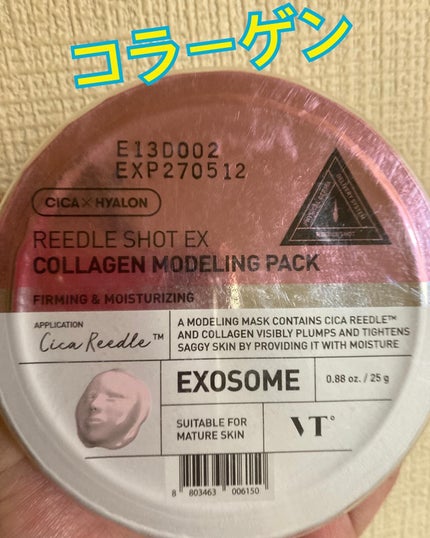 コラーゲン
E13D002
EXP270512
CICA × HYALON
REEDLE SHOT EX
COLLAGEN MODELING PACK
FIRMING & MOISTURIZING
APPLICATION
Cica Reedle™
A MODELING MASK CONTAINS CICA REEDLE™
AND COLLAGEN VISIBLY PLUMPS AND TIGHTENS
SAGGY SKIN BY PROVIDING IT WITH MOISTURE
EXOSOME
0.88 oz. / 25 g
SUITABLE FOR
MATURE SKIN
VT°
8 803463 006150